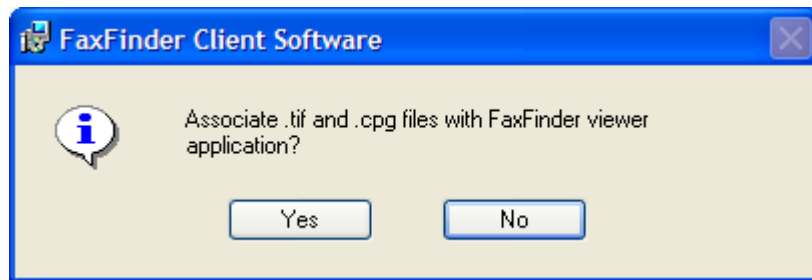 FaxFinder Client Software
Associate .tif and .cpg files with FaxFinder viewer
application?
Yes No